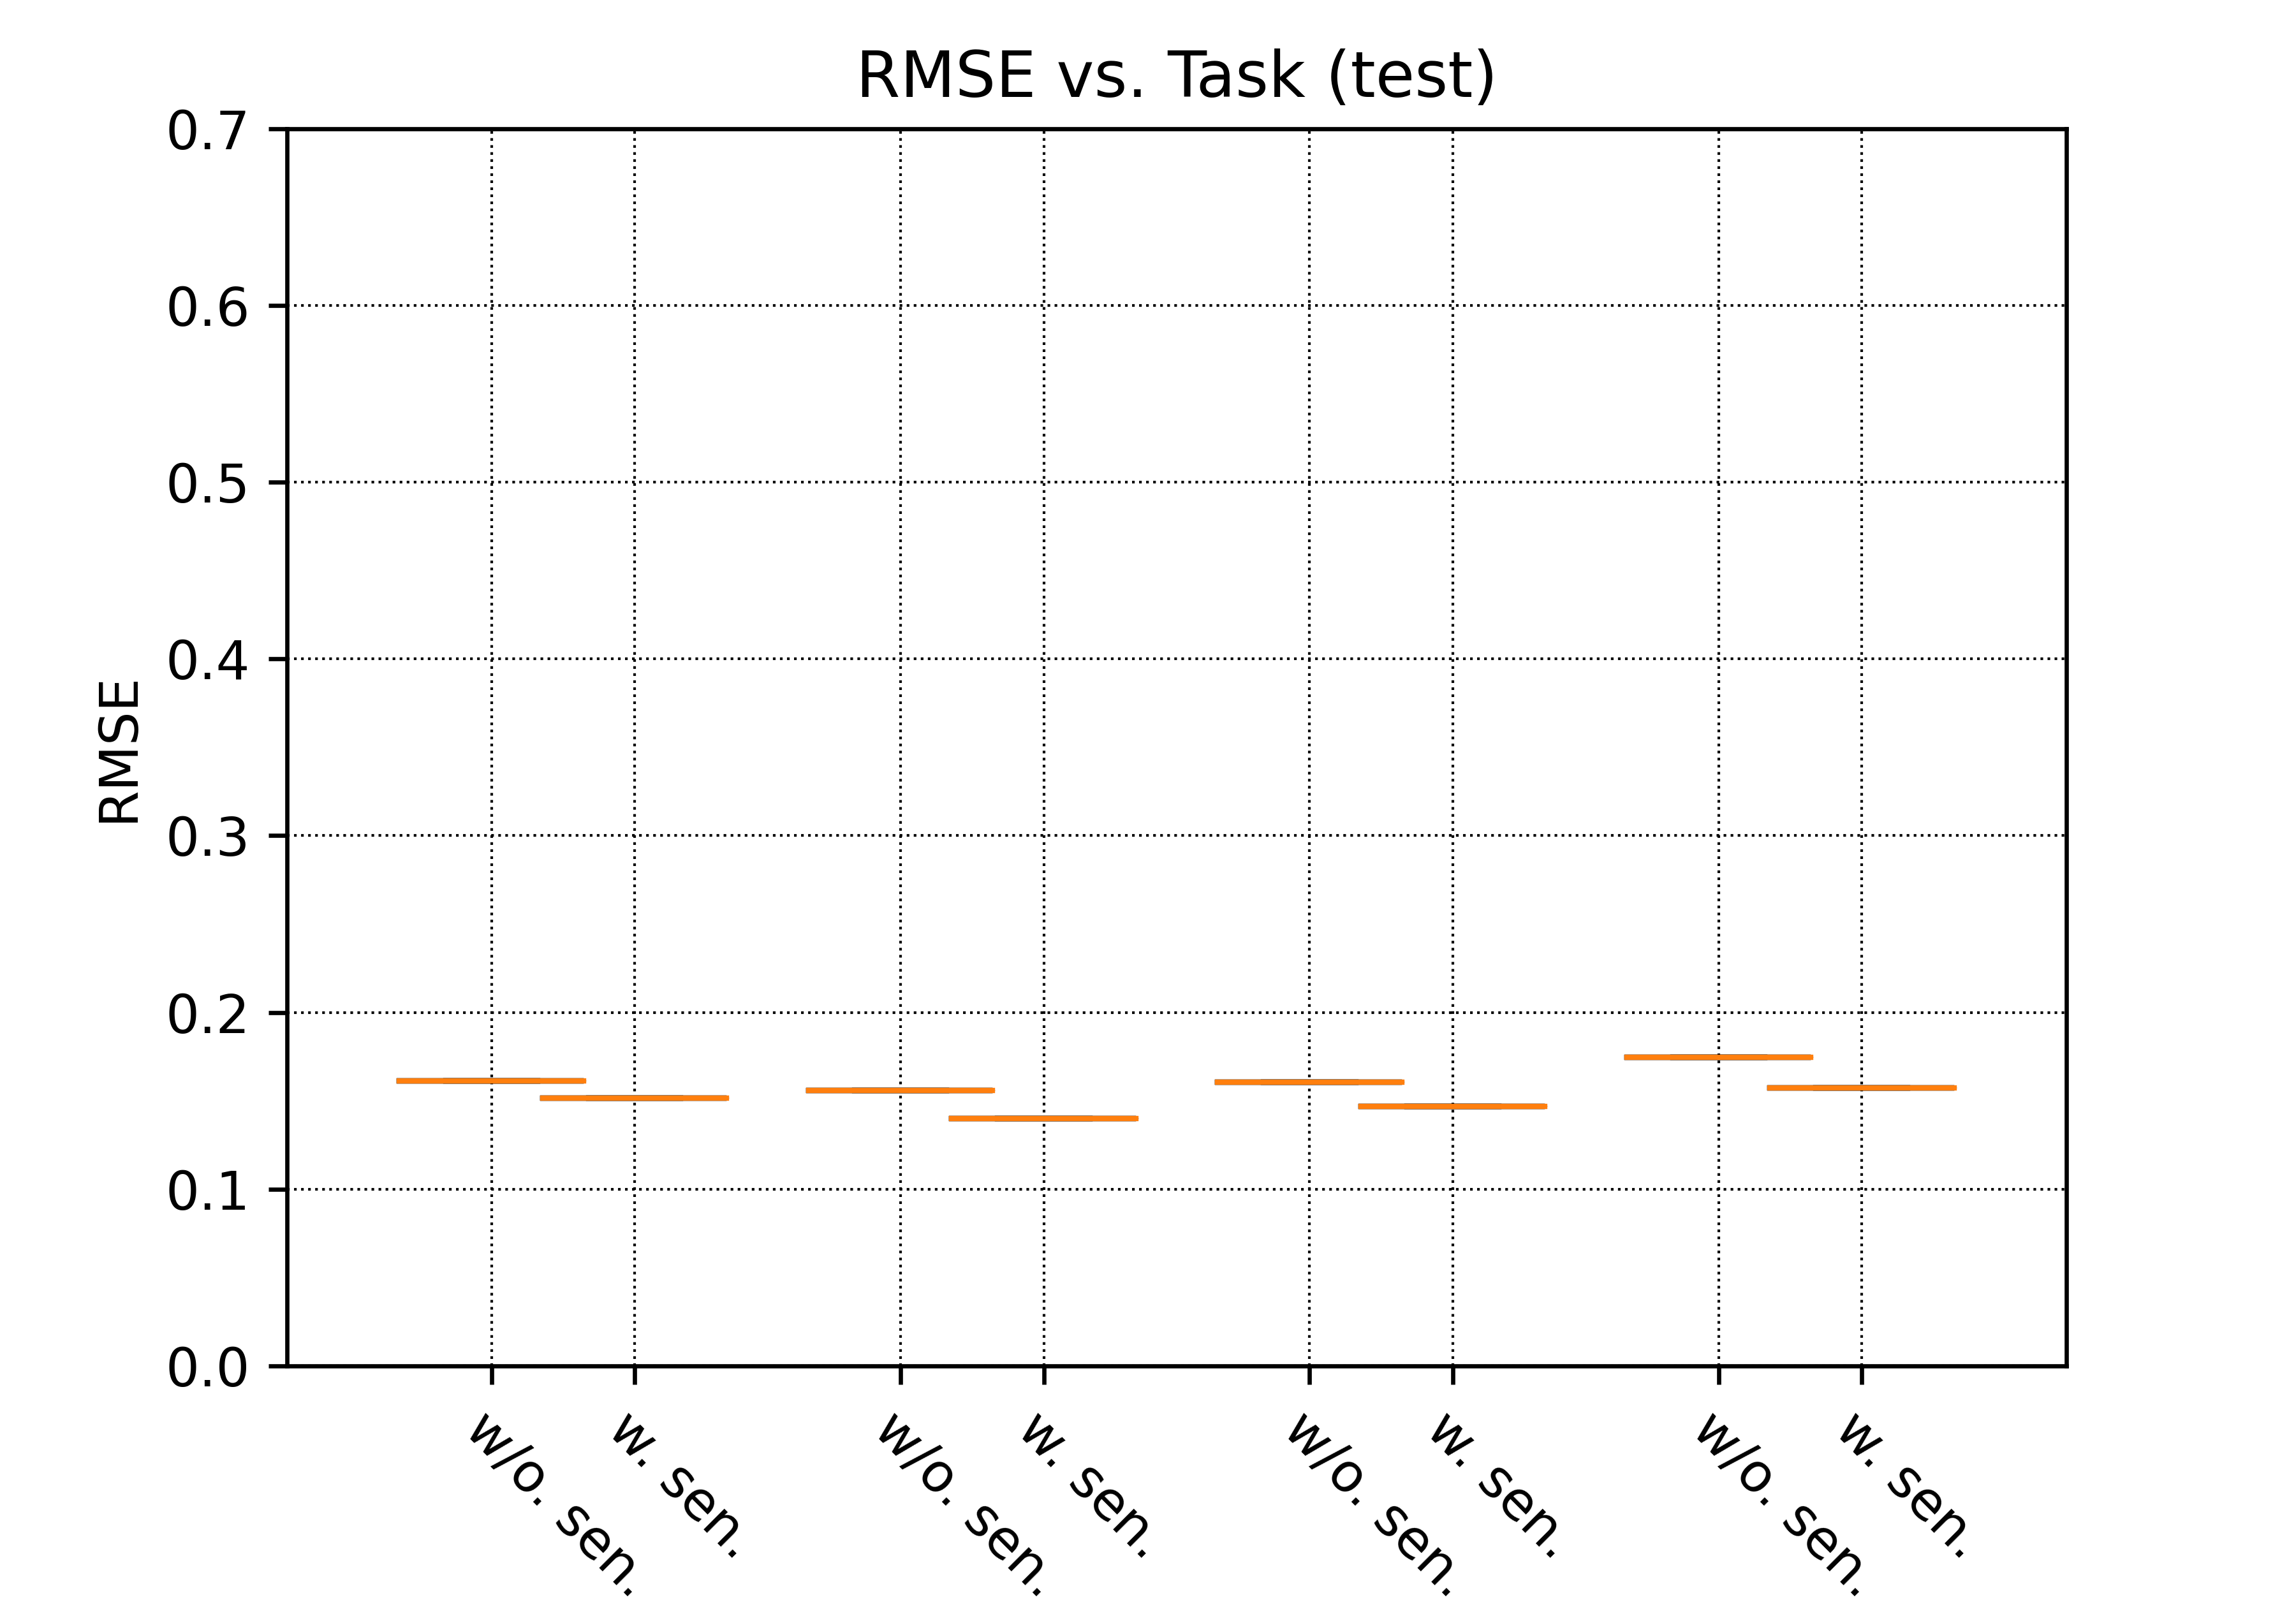 RMSE vs. Task (test)
0.7
0.6
0.5
0.4
0.3
0.2
0.1
0.0
RMSE
w/o. sen.
w. sen.
w/o. sen.
w. sen.
w/o. sen.
w. sen.
w/o. sen.
w. sen.